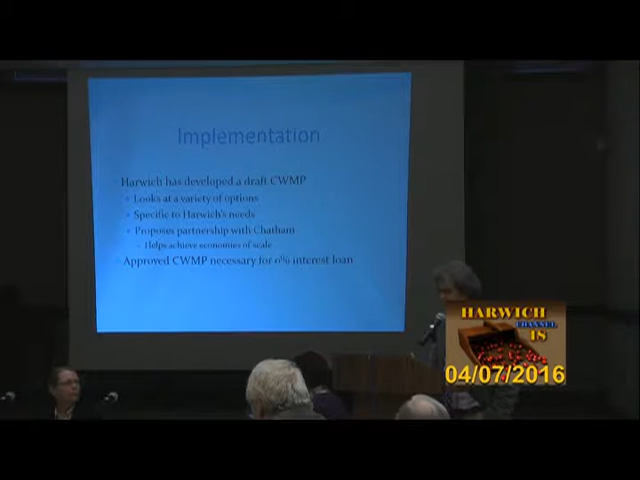 Implementation
Harwich has developed a draft CWMP
Looks at a variety of options
Specific to Harwich's needs
Proposes partnership with Chatham
- Helps achieve economies of scale
Approved CWMP necessary for 0% interest loan
HARWICH
CHANNEL
18
04/07/2016